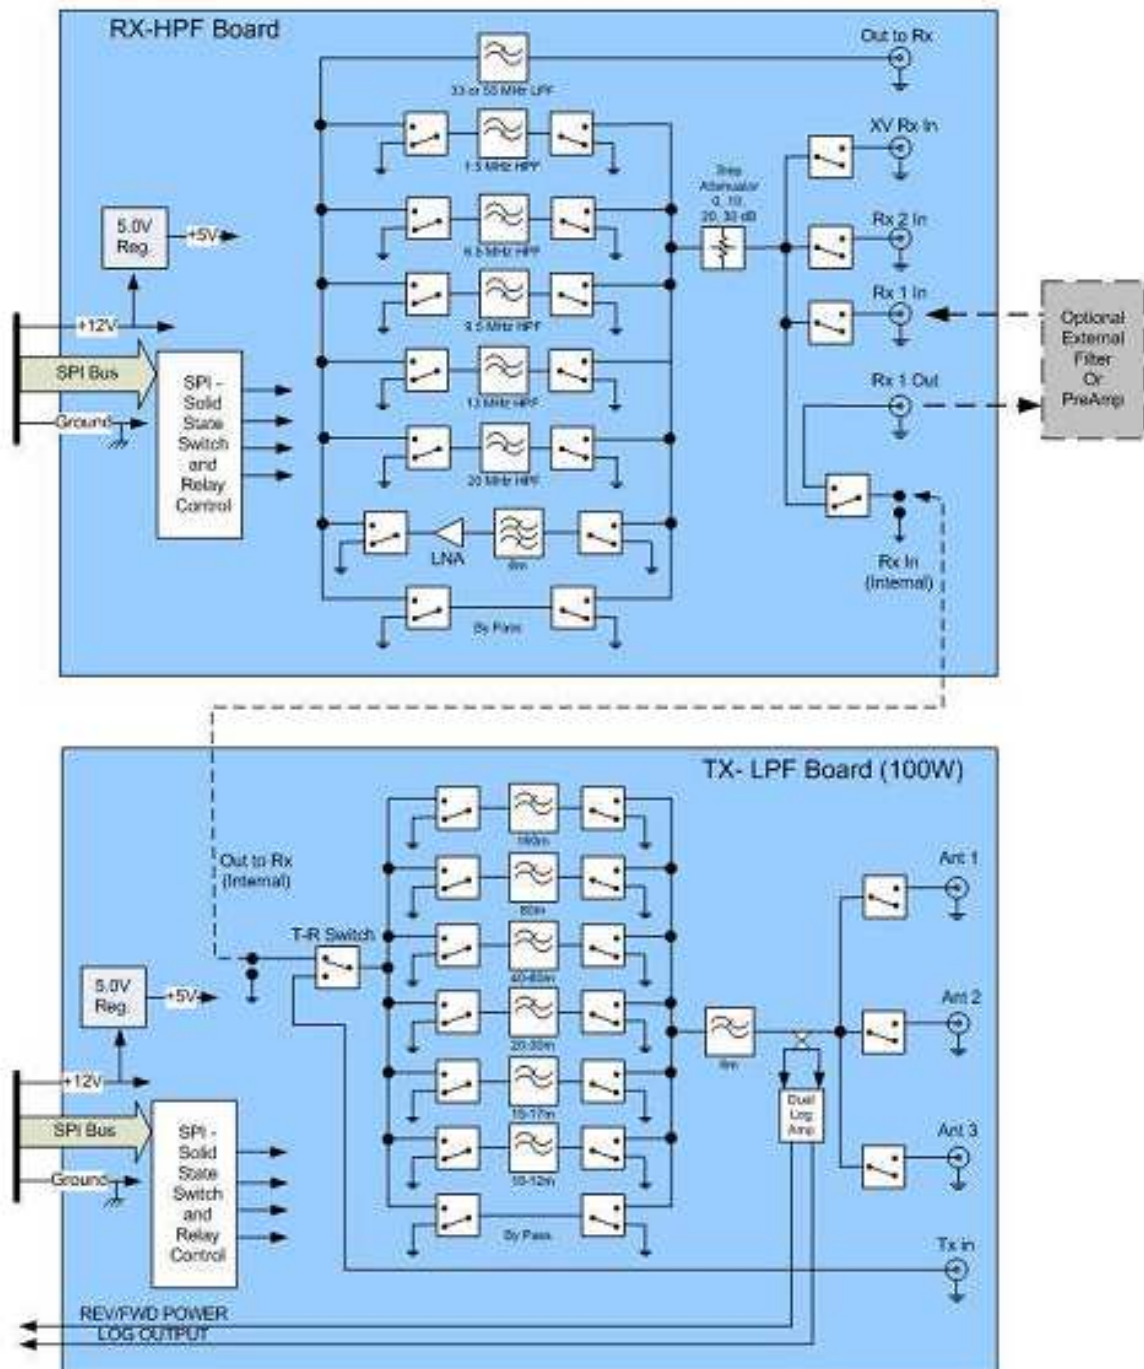 RX-HPF Board
Out to Rx
33 or 55 MHz LPF
XV Rx In
1.5 MHz HPF
Step
Attenuator
0, 10,
20, 30 dB
5.0V
Reg.
+5V
Rx 2 In
6.5 MHz HPF
Rx 1 In
9.5 MHz HPF
Optional
External
Filter
Or
PreAmp
+12V
SPI Bus
Ground
SPI -
Solid
State
Switch
and
Relay
Control
Rx 1 Out
13 MHz HPF
20 MHz HPF
LNA
6m
Rx In
(Internal)
By Pass
TX- LPF Board (100W)
160m
Out to Rx
(Internal)
80m
Ant 1
T-R Switch
40-60m
5.0V
Reg.
+5V
20-30m
Ant 2
6m
+12V
SPI Bus
Ground
SPI -
Solid
State
Switch
and
Relay
Control
15-17m
Dual
Log
Amp
10-12m
Ant 3
By Pass
Tx in
REV/FWD POWER
LOG OUTPUT